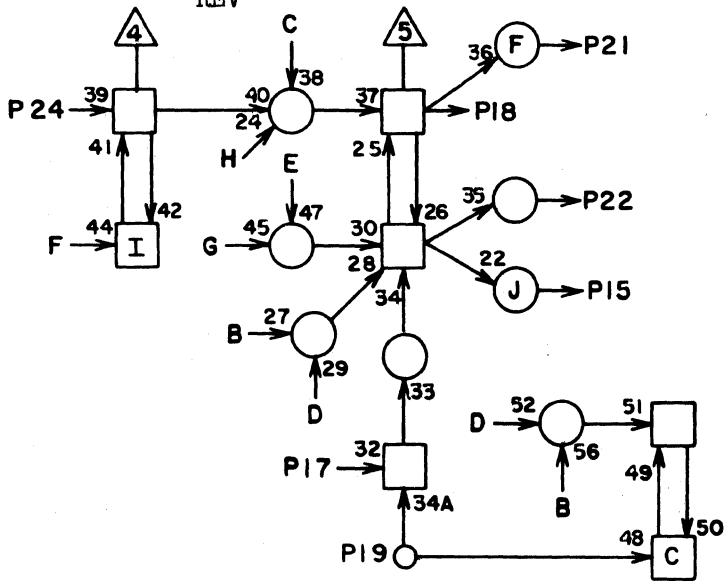 REV
4 C 5 36 F P21
P24 39 40 38 37 P18
24
41 H E 25
42 26 35 P22
F 44 I G 45 47 30
28 34 22 J P15
B 27
29 33
D
D 52 51
P17 32 56 49
34A B
P19 48 C 50